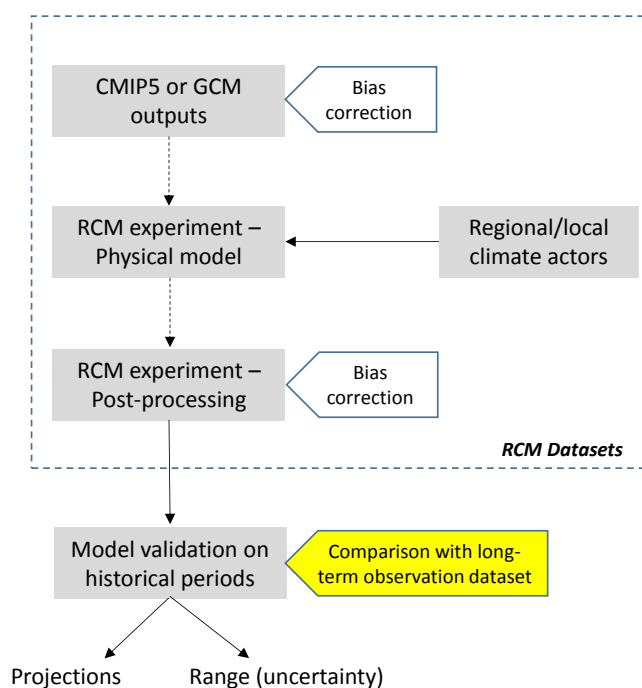 CMIP5 or GCM
outputs
Bias
correction
RCM experiment –
Physical model
Regional/local
climate actors
RCM experiment –
Post-processing
Bias
correction
RCM Datasets
Model validation on
historical periods
Comparison with long-
term observation dataset
Projections
Range (uncertainty)